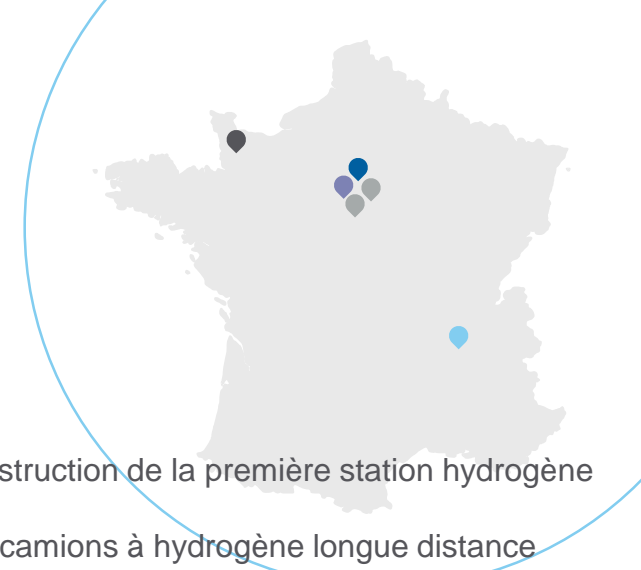 struction de la première station hydrogène
camions à hydrogène longue distance